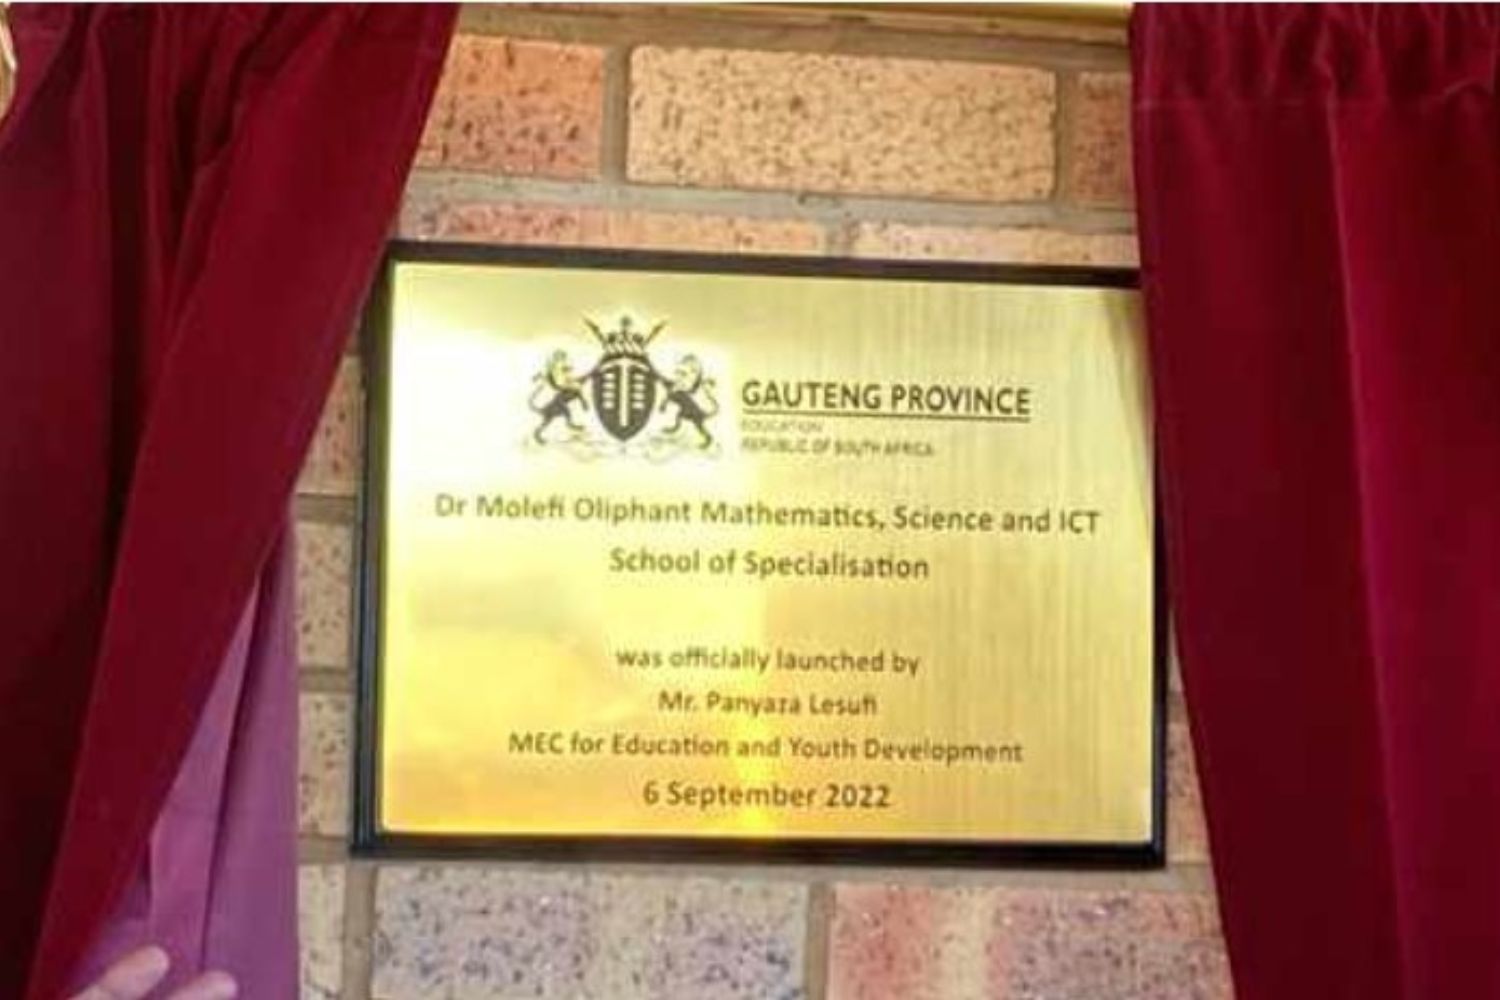 GAUTENG PROVINCE
EDUCATION
REPUBLIC OF SOUTH AFRICA
Dr Molefi Oliphant Mathematics, Science and ICT
School of Specialisation
was officially launched by
Mr. Panyaza Lesufi
MEC for Education and Youth Development
6 September 2022